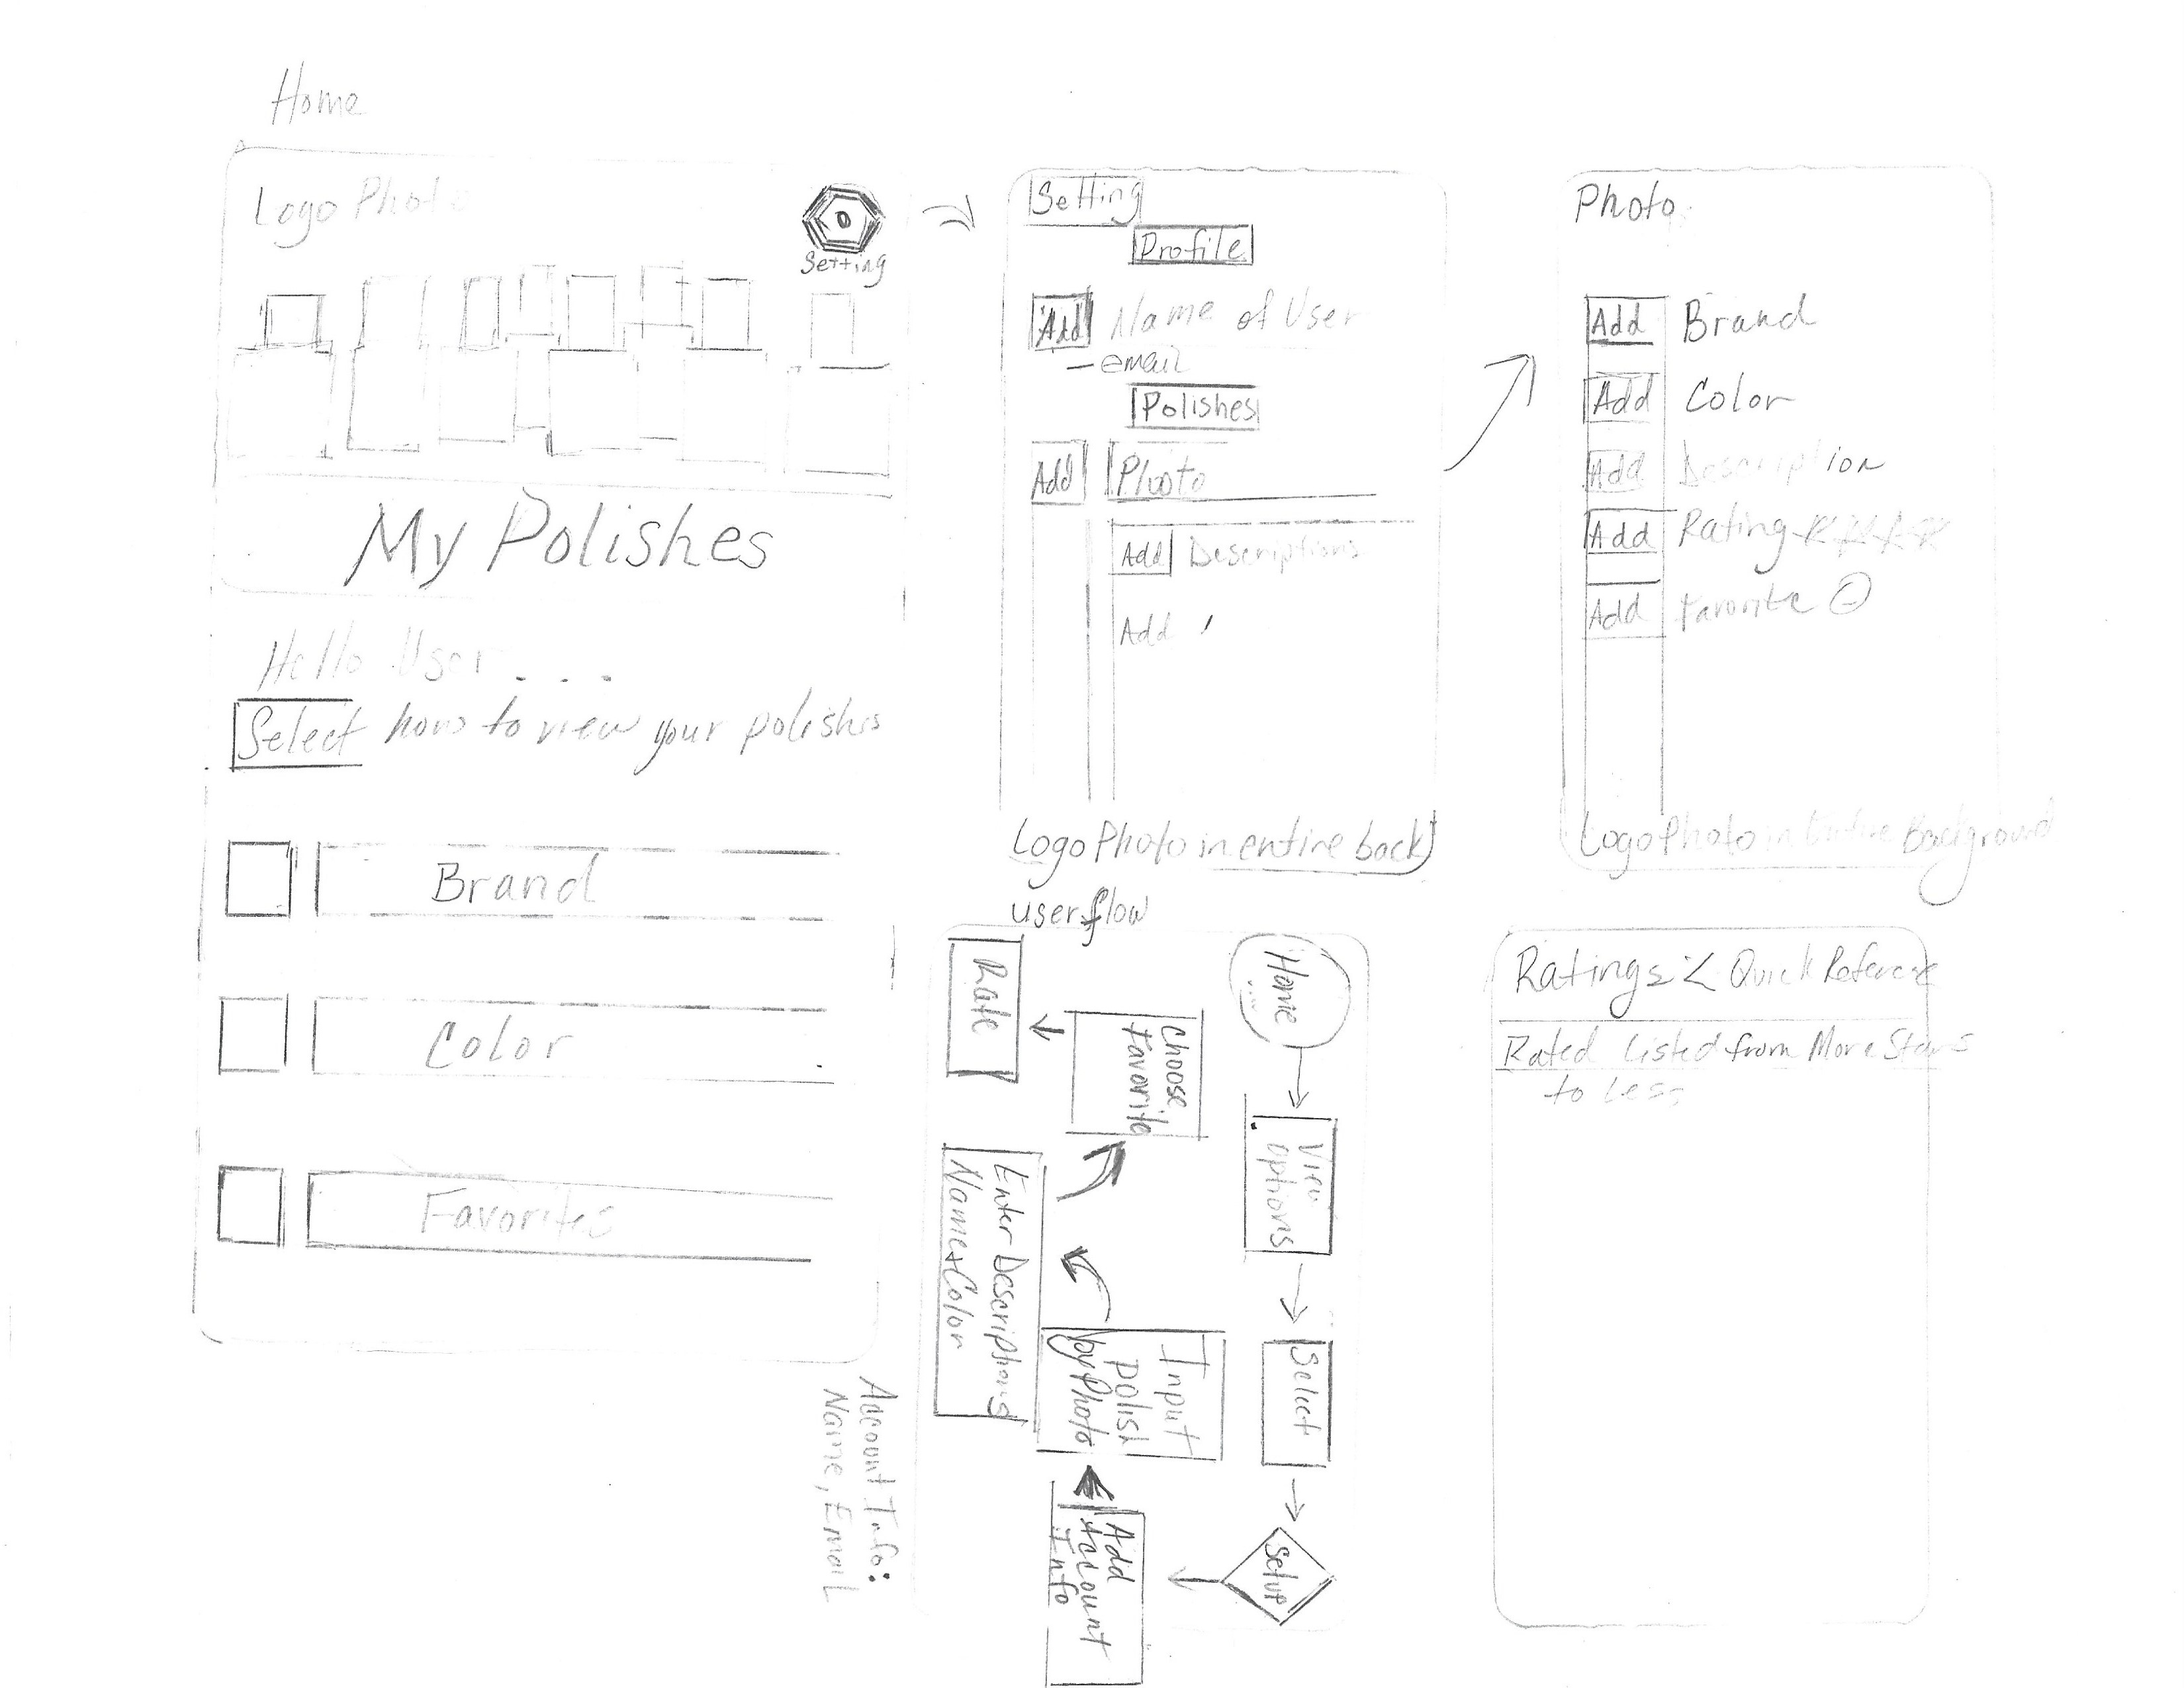 Home
Logo Photo
Setting
My Polishes
Hello User . . .
Select how to view your polishes
Brand
Color
Favorites
Setting
Profile
Add Name of User
– email
Polishes
Add Photo
Add Descriptions
Add
Logo Photo in entire back
Photo
Add Brand
Add Color
Add Description
Add Rating
Add Favorite
Logo Photo in Entire Background
user flow
Home
View
options
Select
Setup
Add
Account
Info
Account Info:
Name, Email
Input
polish
by Photo
Enter Descriptions
Name+Color
Choose
Favorite
Rate
Ratings: Quick Reference
Rated Listed from More Stars
to Less